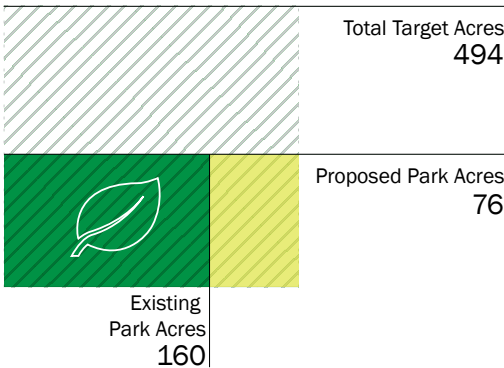 Total Target Acres
494
Proposed Park Acres
76
Existing
Park Acres
160